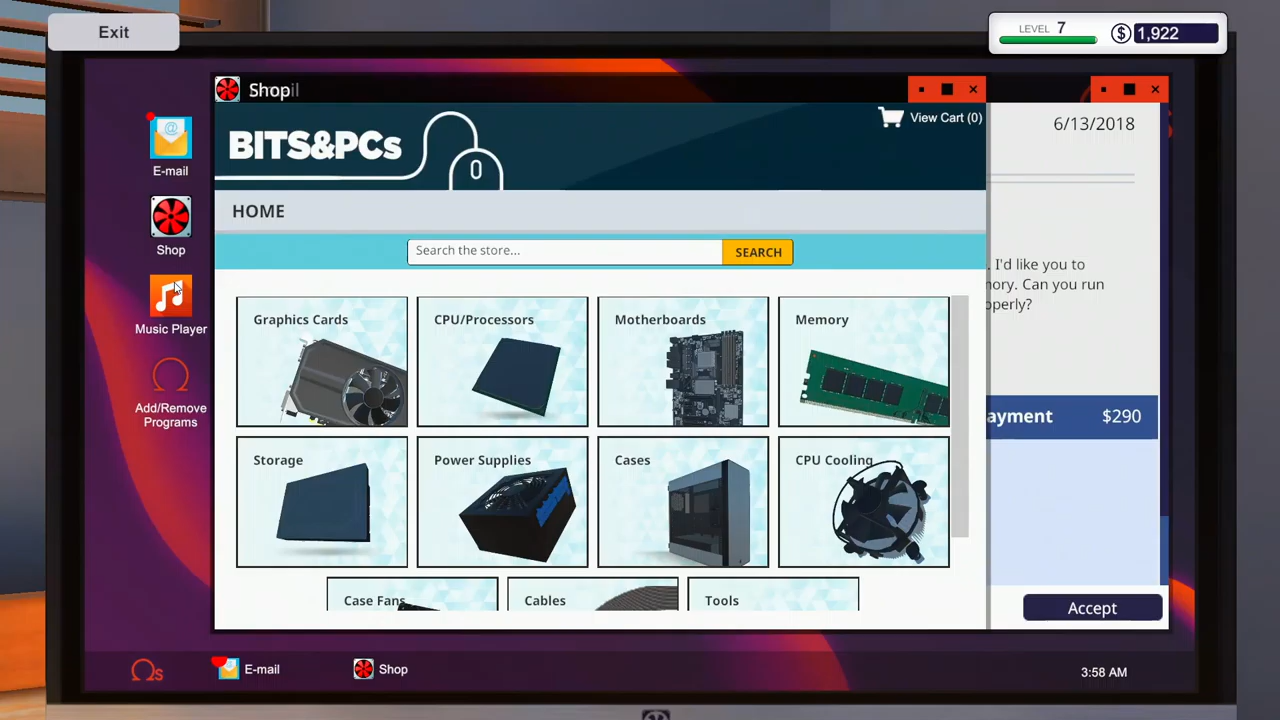 Exit
LEVEL 7
$ 1,922
Shop
BITS&PCs
View Cart (0)
6/13/2018
E-mail
HOME
Search the store...
SEARCH
Shop
. I'd like you to
ory. Can you run
operly?
Music Player
Graphics Cards
CPU/Processors
Motherboards
Memory
Add/Remove
Programs
ayment
$290
Storage
Power Supplies
Cases
CPU Cooling
Case Fans
Cables
Tools
Accept
E-mail
Shop
3:58 AM